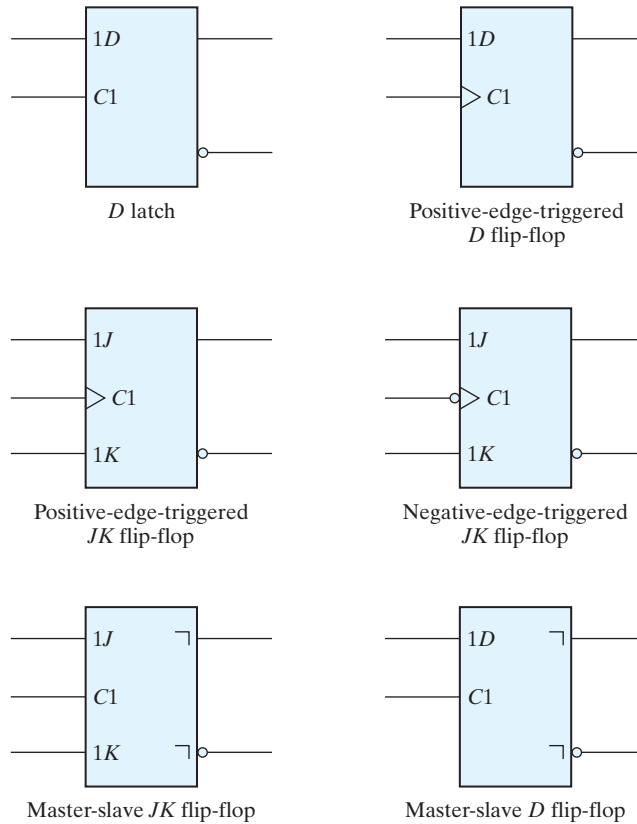 1D
C1
D latch
1D
C1
Positive-edge-triggered
D flip-flop
1J
C1
1K
Positive-edge-triggered
JK flip-flop
1J
C1
1K
Negative-edge-triggered
JK flip-flop
1J
C1
1K
Master-slave JK flip-flop
1D
C1
Master-slave D flip-flop